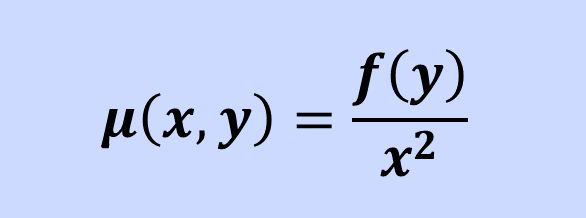 μ(x, y) = f(y)/x²